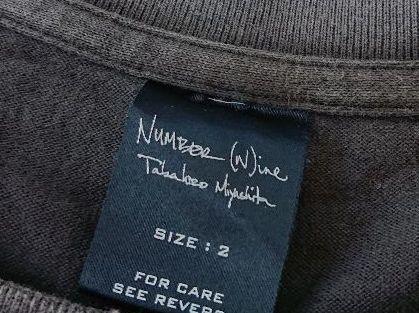 NUMBER (N)ine
Takahiro Miyashita
SIZE : 2
FOR CARE
SEE REVERS